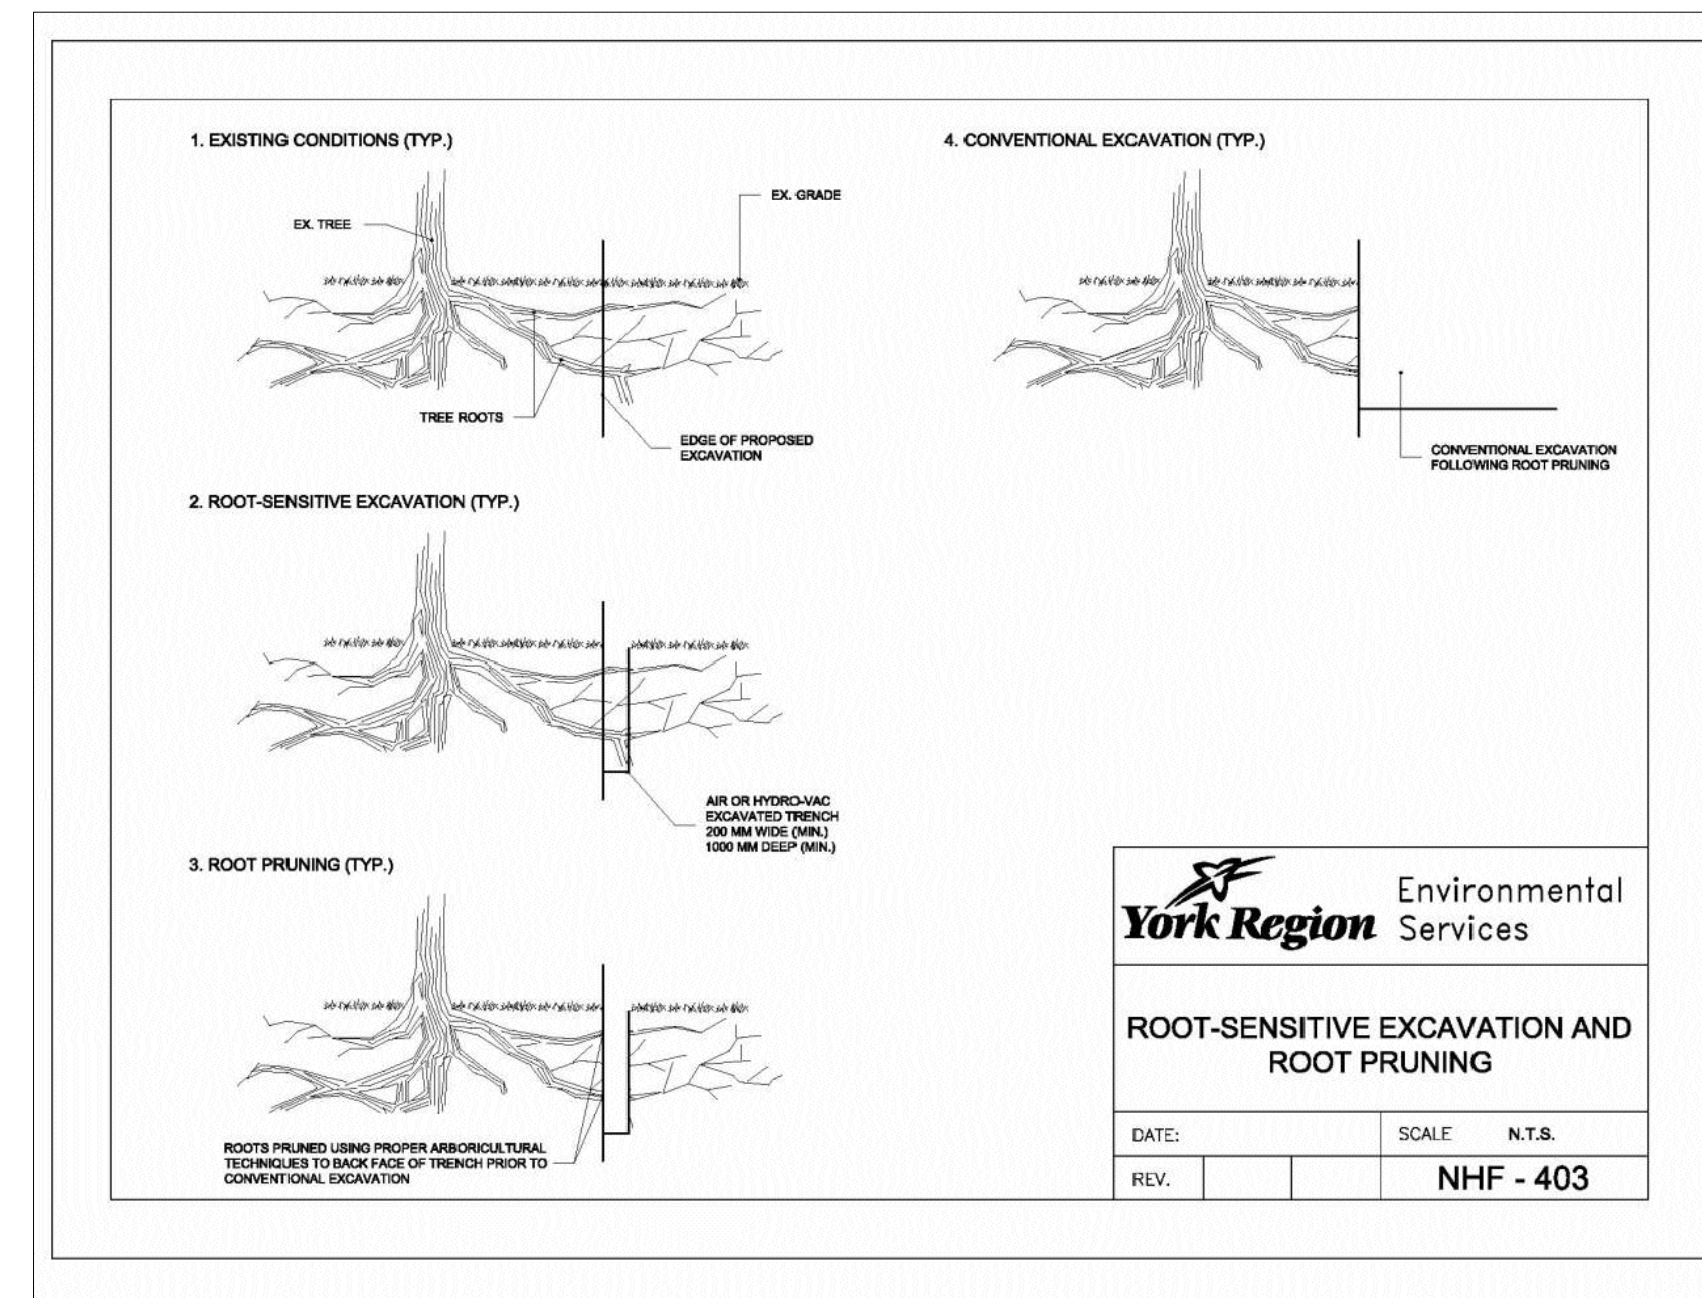 1. EXISTING CONDITIONS (TYP.)
EX. GRADE
EX. TREE
TREE ROOTS
EDGE OF PROPOSED
EXCAVATION
2. ROOT-SENSITIVE EXCAVATION (TYP.)
AIR OR HYDRO-VAC
EXCAVATED TRENCH
200 MM WIDE (MIN.)
1000 MM DEEP (MIN.)
3. ROOT PRUNING (TYP.)
ROOTS PRUNED USING PROPER ARBORICULTURAL
TECHNIQUES TO BACK FACE OF TRENCH PRIOR TO
CONVENTIONAL EXCAVATION
4. CONVENTIONAL EXCAVATION (TYP.)
CONVENTIONAL EXCAVATION
FOLLOWING ROOT PRUNING
York Region
Environmental
Services
ROOT-SENSITIVE EXCAVATION AND
ROOT PRUNING
DATE:
SCALE N.T.S.
REV.
NHF - 403